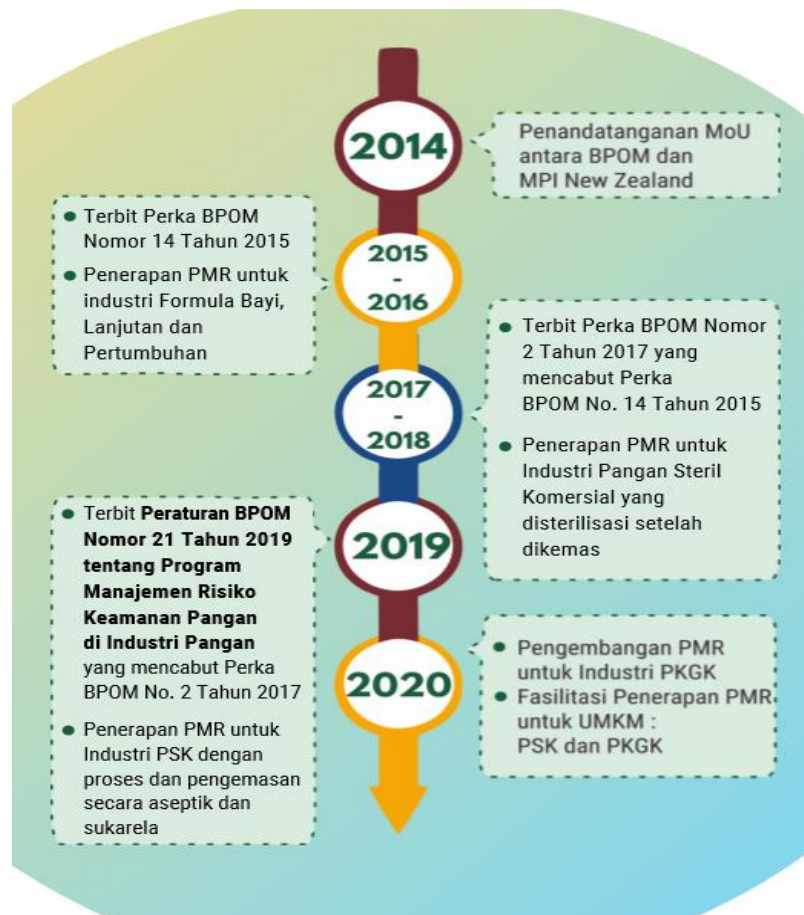 2014
Penandatanganan MoU
antara BPOM dan
MPI New Zealand
2015
-
2016
● Terbit Perka BPOM
Nomor 14 Tahun 2015
● Penerapan PMR untuk
industri Formula Bayi,
Lanjutan dan
Pertumbuhan
2017
-
2018
● Terbit Perka BPOM Nomor
2 Tahun 2017 yang
mencabut Perka
BPOM No. 14 Tahun 2015
● Penerapan PMR untuk
Industri Pangan Steril
Komersial yang
disterilisasi setelah
dikemas
2019
● Terbit Peraturan BPOM
Nomor 21 Tahun 2019
tentang Program
Manajemen Risiko
Keamanan Pangan
di Industri Pangan
yang mencabut Perka
BPOM No. 2 Tahun 2017
● Penerapan PMR untuk
Industri PSK dengan
proses dan pengemasan
secara aseptik dan
sukarela
2020
● Pengembangan PMR
untuk Industri PKGK
● Fasilitasi Penerapan PMR
untuk UMKM :
PSK dan PKGK